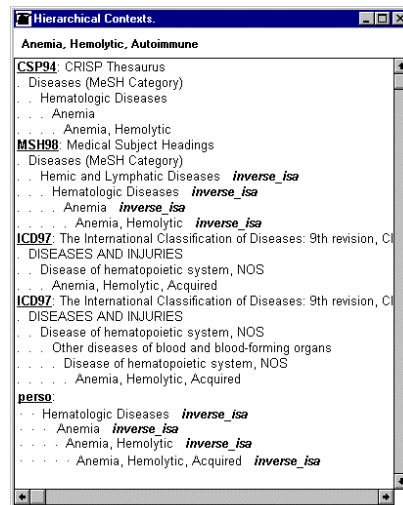 Hierarchical Contexts.
Anemia, Hemolytic, Autoimmune
CSP94: CRISP Thesaurus
. Diseases (MeSH Category)
. . Hematologic Diseases
. . . Anemia
. . . . Anemia, Hemolytic
MSH98: Medical Subject Headings
. Diseases (MeSH Category)
. . Hemic and Lymphatic Diseases inverse_isa
. . . Hematologic Diseases inverse_isa
. . . . Anemia inverse_isa
. . . . . Anemia, Hemolytic inverse_isa
ICD97: The International Classification of Diseases: 9th revision, Cl
. DISEASES AND INJURIES
. . Disease of hematopoietic system, NOS
. . . Anemia, Hemolytic, Acquired
ICD97: The International Classification of Diseases: 9th revision, Cl
. DISEASES AND INJURIES
. . Disease of hematopoietic system, NOS
. . . Other diseases of blood and blood-forming organs
. . . . Disease of hematopoietic system, NOS
. . . . . Anemia, Hemolytic, Acquired
perso:
· · Hematologic Diseases inverse_isa
· · · Anemia inverse_isa
· · · · Anemia, Hemolytic inverse_isa
· · · · · Anemia, Hemolytic, Acquired inverse_isa